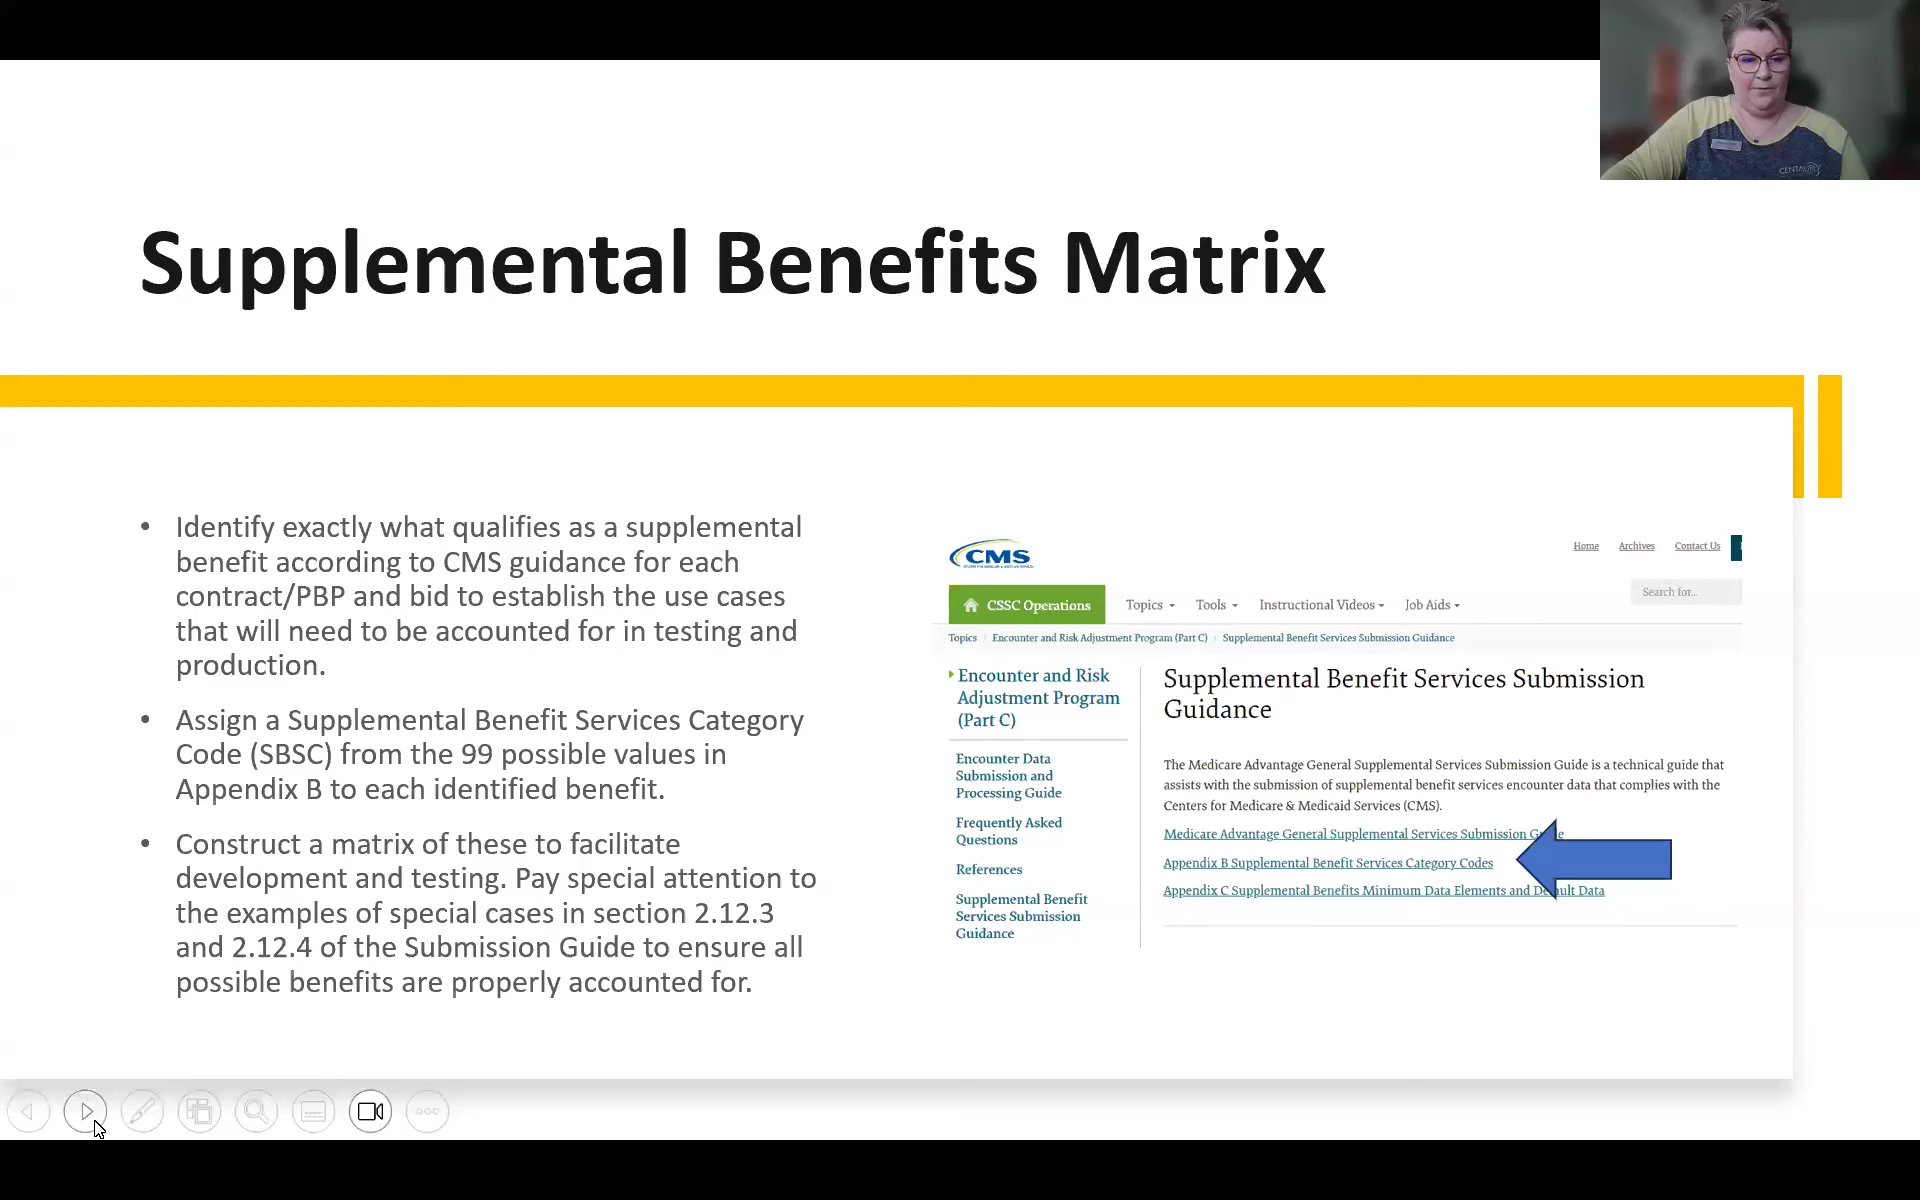 CENTAURI
Supplemental Benefits Matrix
• Identify exactly what qualifies as a supplemental
benefit according to CMS guidance for each
contract/PBP and bid to establish the use cases
that will need to be accounted for in testing and
production.
• Assign a Supplemental Benefit Services Category
Code (SBSC) from the 99 possible values in
Appendix B to each identified benefit.
• Construct a matrix of these to facilitate
development and testing. Pay special attention to
the examples of special cases in section 2.12.3
and 2.12.4 of the Submission Guide to ensure all
possible benefits are properly accounted for.
CMS
Home Archives Contact Us
Search for...
CSSC Operations Topics Tools Instructional Videos Job Aids
Topics / Encounter and Risk Adjustment Program (Part C) / Supplemental Benefit Services Submission Guidance
Encounter and Risk
Adjustment Program
(Part C)
Encounter Data
Submission and
Processing Guide
Frequently Asked
Questions
References
Supplemental Benefit
Services Submission
Guidance
Supplemental Benefit Services Submission
Guidance
The Medicare Advantage General Supplemental Services Submission Guide is a technical guide that
assists with the submission of supplemental benefit services encounter data that complies with the
Centers for Medicare & Medicaid Services (CMS).
Medicare Advantage General Supplemental Services Submission
Appendix B Supplemental Benefit Services Category Codes
Appendix C Supplemental Benefits Minimum Data Elements and Data